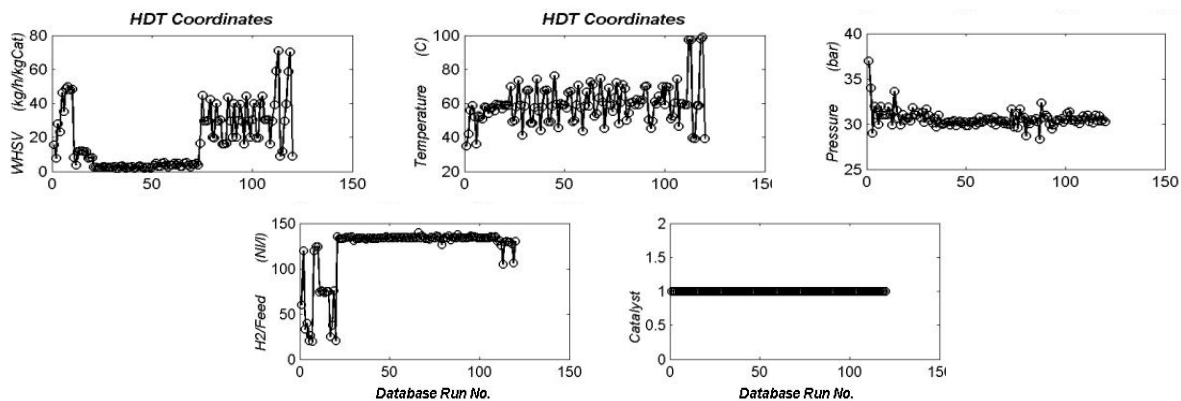 HDT Coordinates
WHSV (kg/h/kgCat)
80
60
40
20
0
0 50 100 150
HDT Coordinates
Temperature (C)
100
80
60
40
20
0 50 100 150
Pressure (bar)
40
35
30
25
0 50 100 150
H2/Feed (Nl/l)
150
100
50
0
0 50 100 150
Database Run No.
Catalyst
2
1.5
1
0.5
0
0 50 100 150
Database Run No.